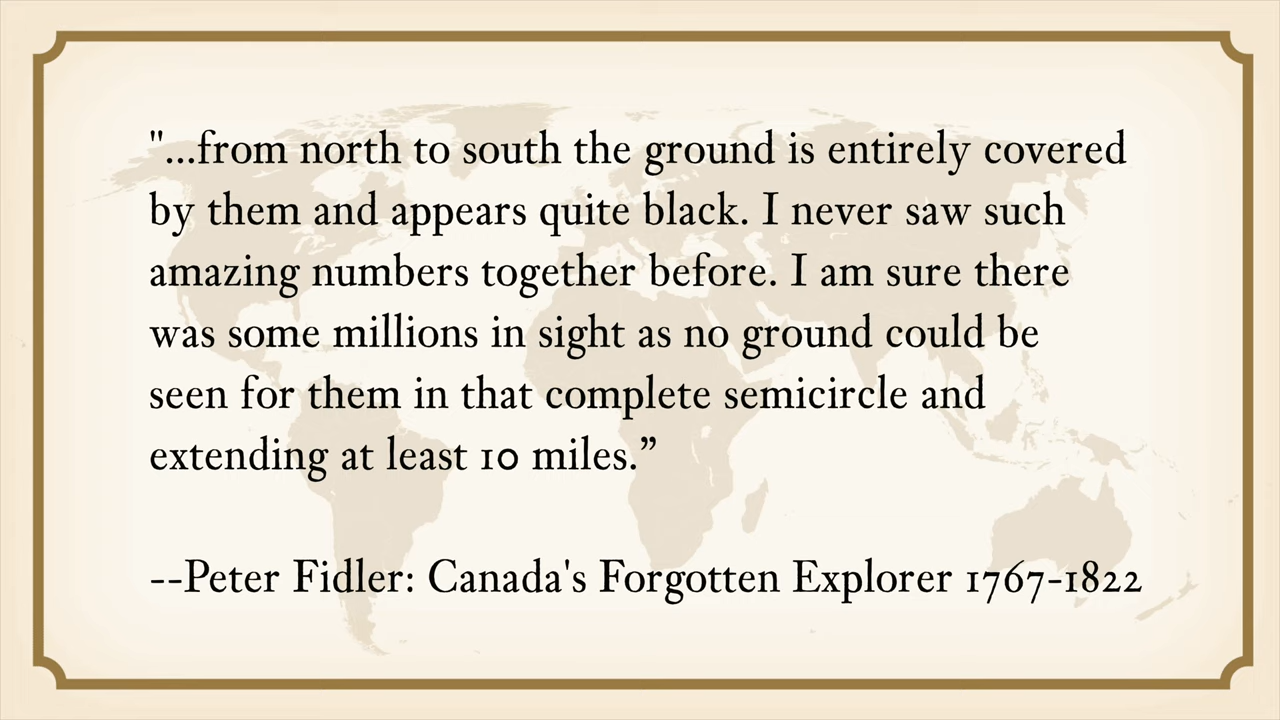 "...from north to south the ground is entirely covered
by them and appears quite black. I never saw such
amazing numbers together before. I am sure there
was some millions in sight as no ground could be
seen for them in that complete semicircle and
extending at least 10 miles.”
--Peter Fidler: Canada's Forgotten Explorer 1767-1822